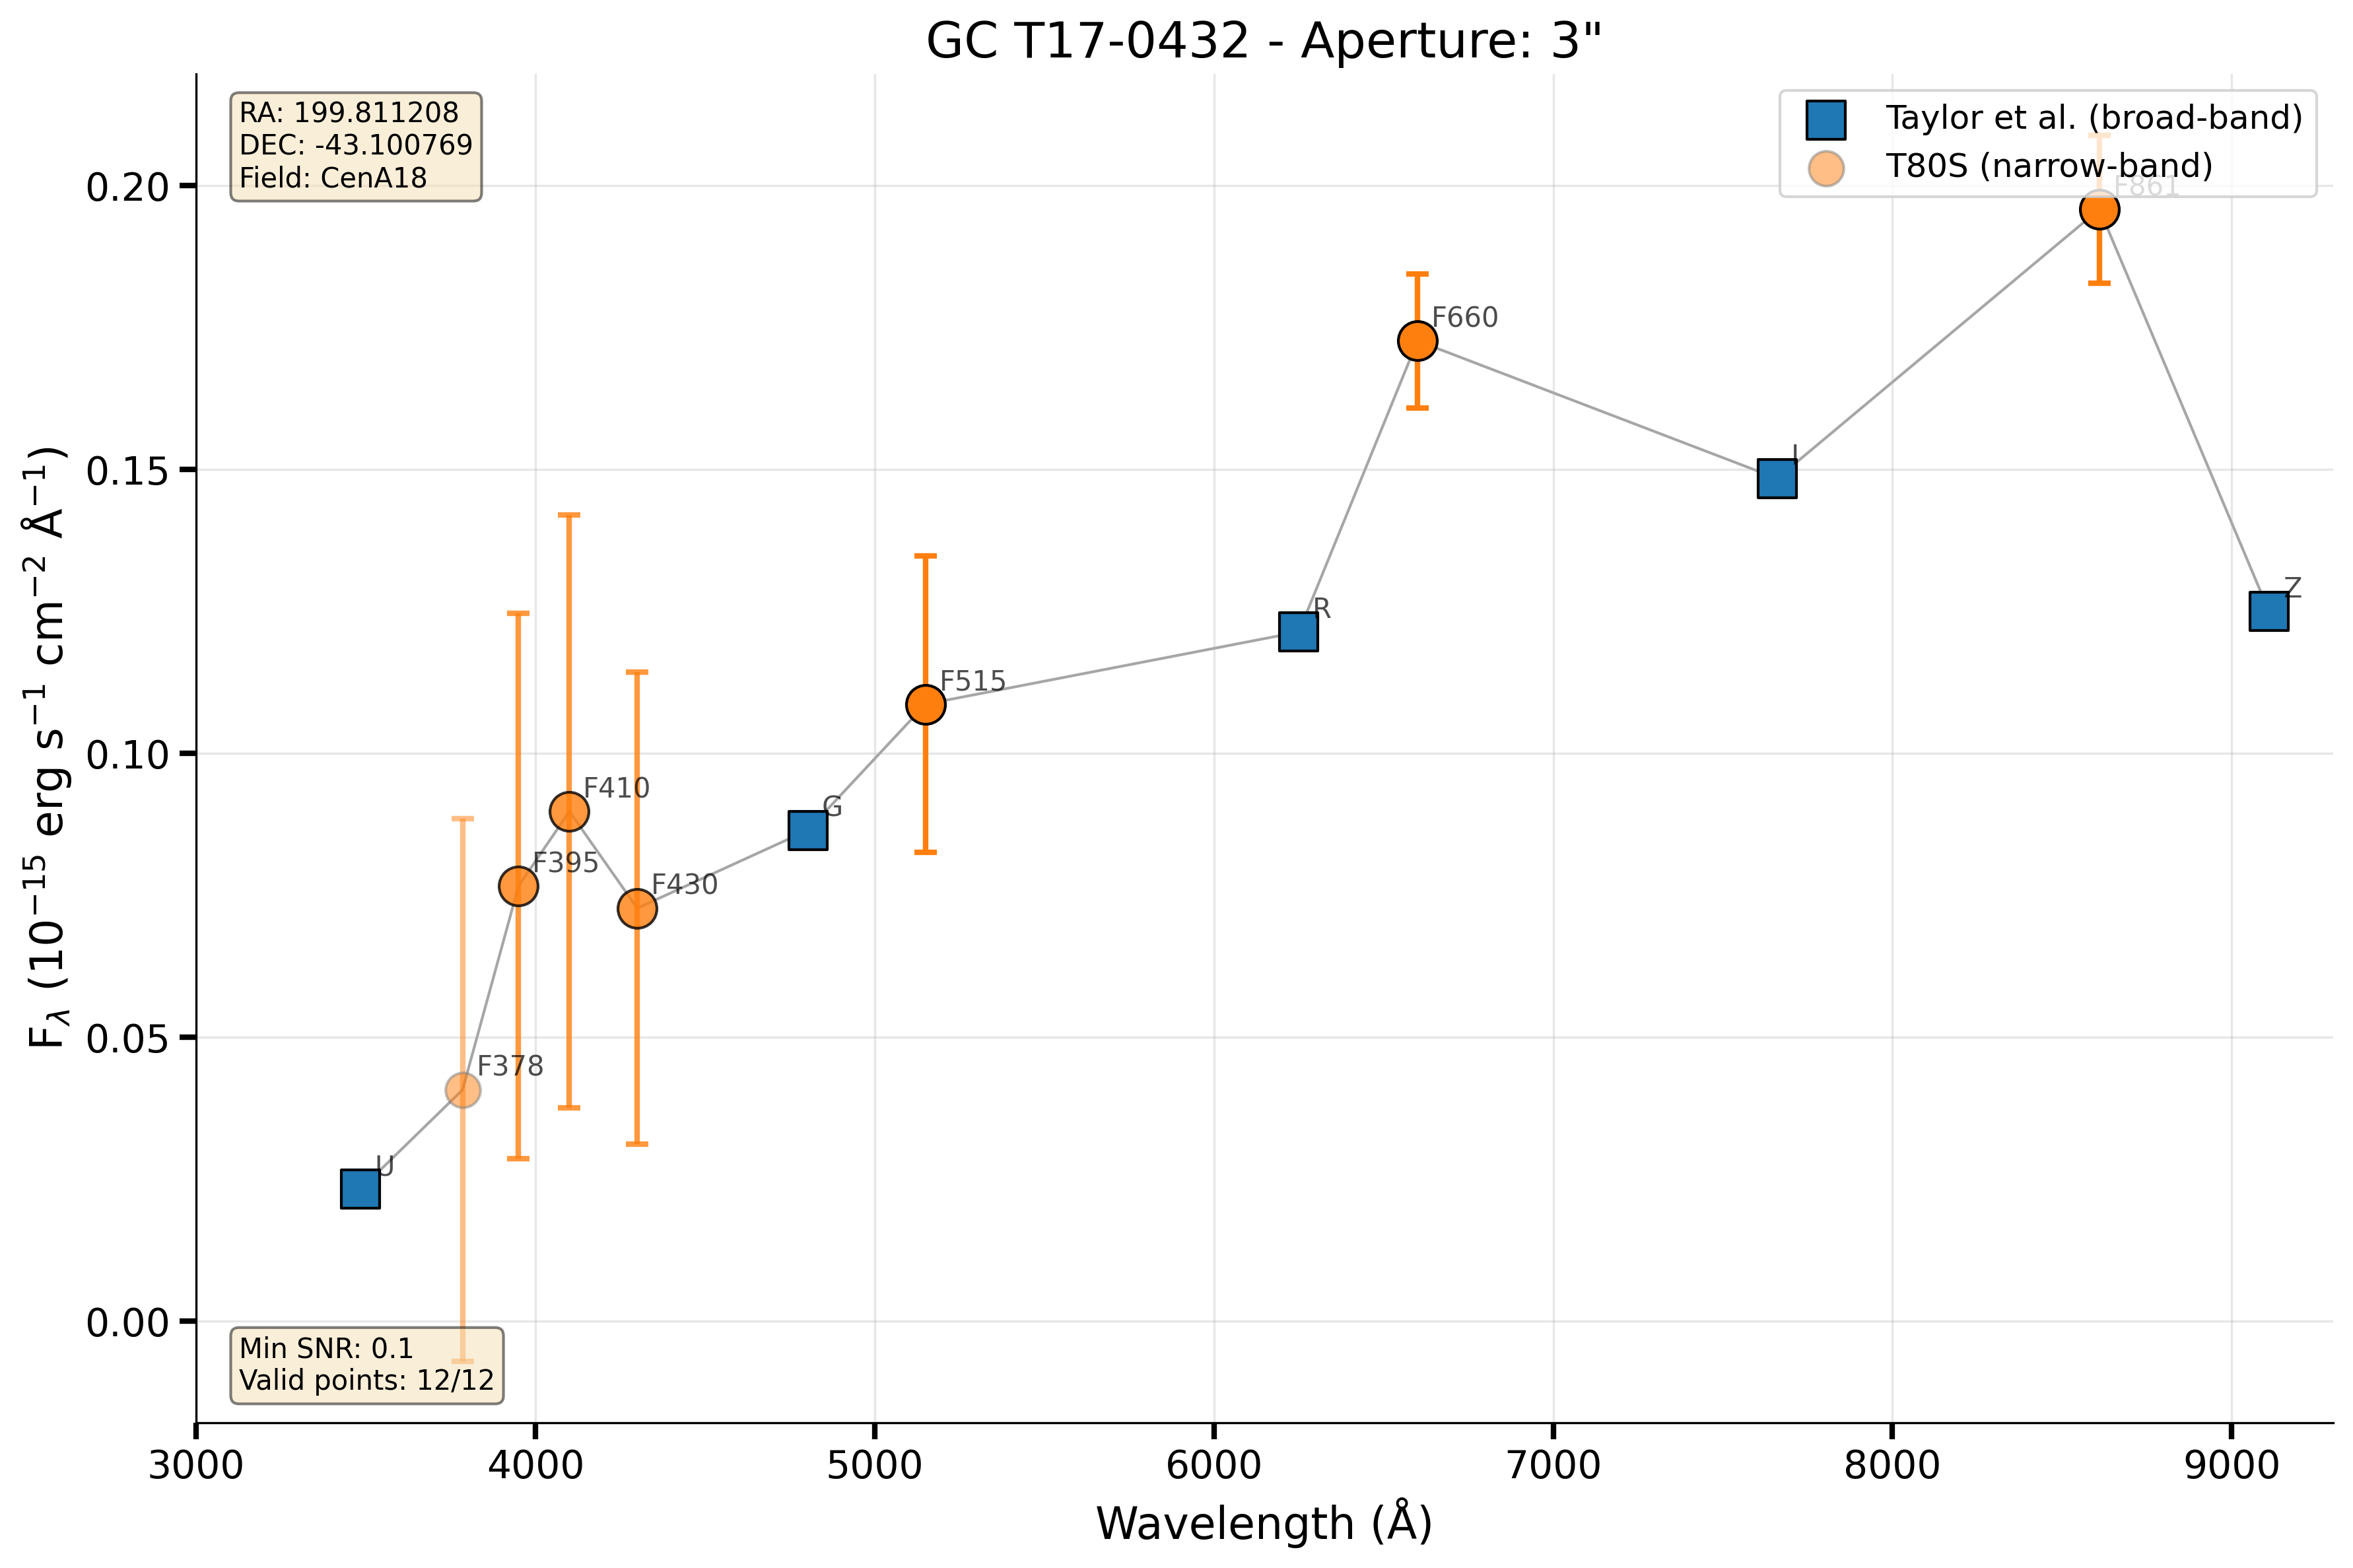 GC T17-0432 - Aperture: 3"
RA: 199.811208
DEC: -43.100769
Field: CenA18
Taylor et al. (broad-band)
T80S (narrow-band)
F861
F660
I
R
Z
F515
F410
G
F395
F430
F378
U
Min SNR: 0.1
Valid points: 12/12
0.20
0.15
0.10
0.05
0.00
F$_{λ}$ (10$^{−15}$ erg s$^{−1}$ cm$^{−2}$ Å$^{−1}$)
3000 4000 5000 6000 7000 8000 9000
Wavelength (Å)